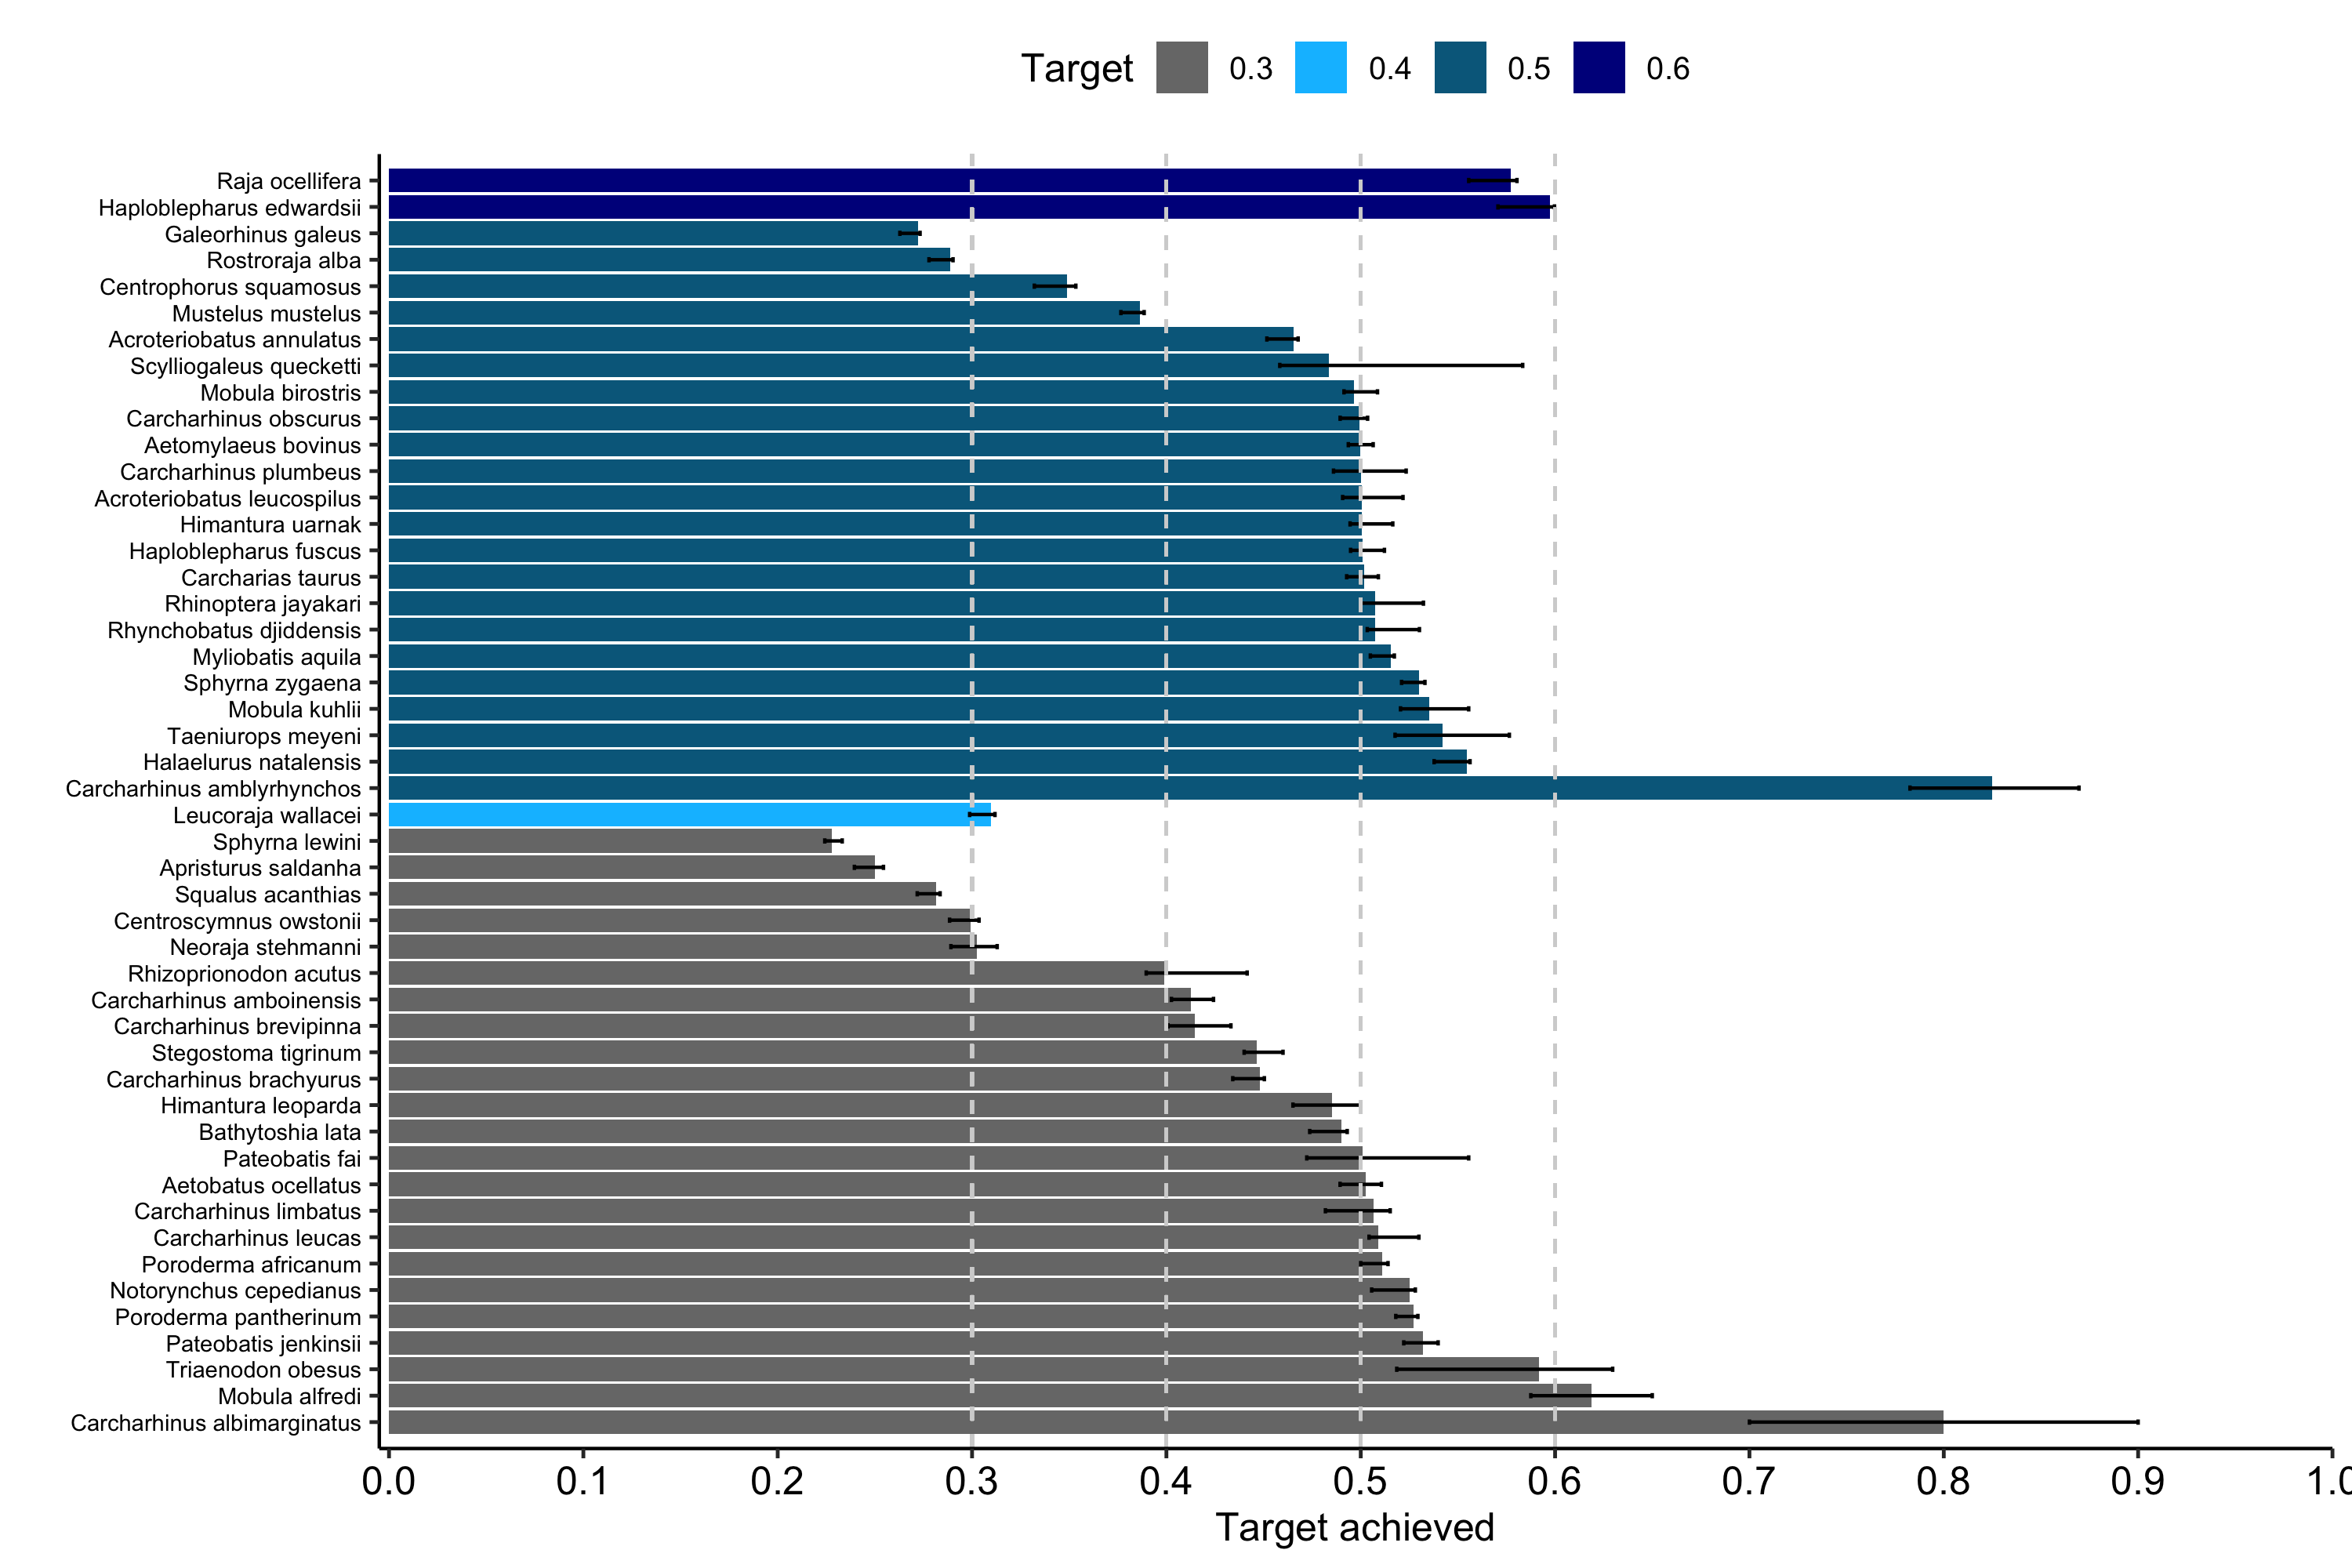 Target 0.3 0.4 0.5 0.6
Raja ocellifera
Haploblepharus edwardsii
Galeorhinus galeus
Rostroraja alba
Centrophorus squamosus
Mustelus mustelus
Acroteriobatus annulatus
Scylliogaleus quecketti
Mobula birostris
Carcharhinus obscurus
Aetomylaeus bovinus
Carcharhinus plumbeus
Acroteriobatus leucospilus
Himantura uarnak
Haploblepharus fuscus
Carcharias taurus
Rhinoptera jayakari
Rhynchobatus djiddensis
Myliobatis aquila
Sphyrna zygaena
Mobula kuhlii
Taeniurops meyeni
Halaelurus natalensis
Carcharhinus amblyrhynchos
Leucoraja wallacei
Sphyrna lewini
Apristurus saldanha
Squalus acanthias
Centroscymnus owstonii
Neoraja stehmanni
Rhizoprionodon acutus
Carcharhinus amboinensis
Carcharhinus brevipinna
Stegostoma tigrinum
Carcharhinus brachyurus
Himantura leoparda
Bathytoshia lata
Pateobatis fai
Aetobatus ocellatus
Carcharhinus limbatus
Carcharhinus leucas
Poroderma africanum
Notorynchus cepedianus
Poroderma pantherinum
Pateobatis jenkinsii
Triaenodon obesus
Mobula alfredi
Carcharhinus albimarginatus
0.0 0.1 0.2 0.3 0.4 0.5 0.6 0.7 0.8 0.9 1.0
Target achieved